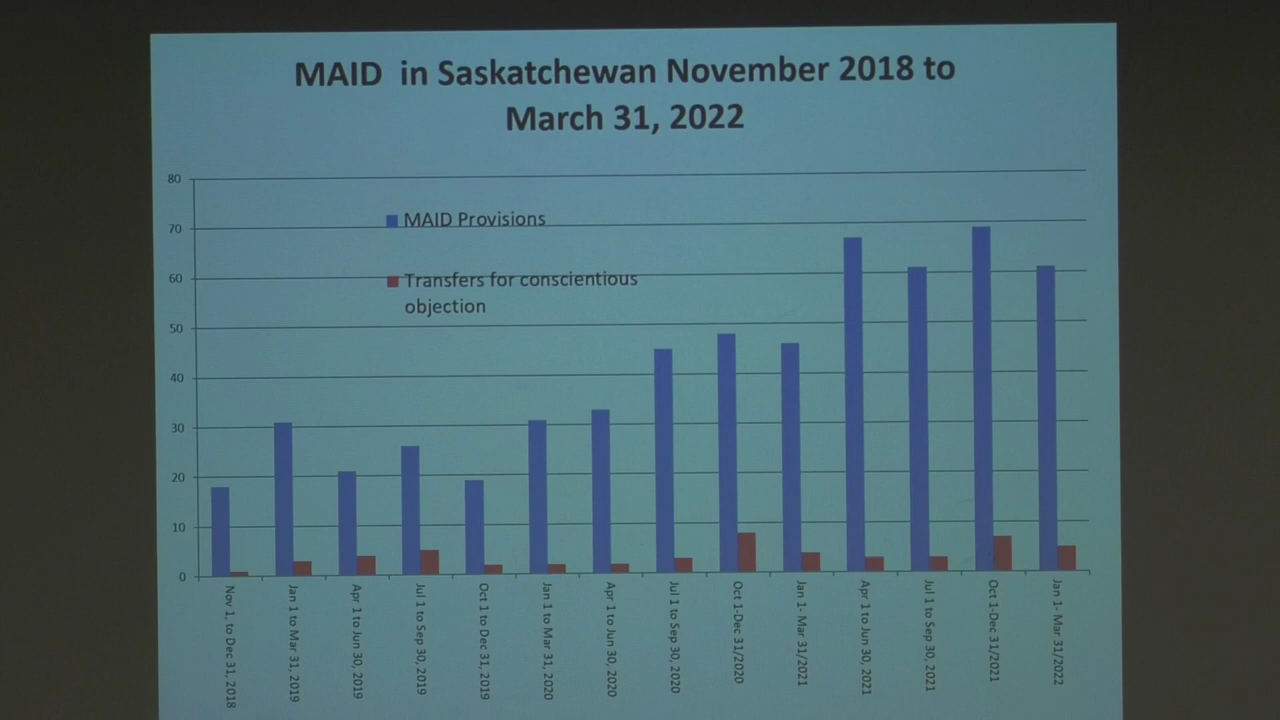 MAID in Saskatchewan November 2018 to
March 31, 2022
80
70
60
50
40
30
20
10
0
MAID Provisions
Transfers for conscientious
objection
Nov 1, to Dec 31, 2018
Jan 1 to Mar 31, 2019
Apr 1 to Jun 30, 2019
Jul 1 to Sep 30, 2019
Oct 1 to Dec 31, 2019
Jan 1 to Mar 31, 2020
Apr 1 to Jun 30, 2020
Jul 1 to Sep 30, 2020
Oct 1-Dec 31/2020
Jan 1- Mar 31/2021
Apr 1 to Jun 30, 2021
Jul 1 to Sep 30, 2021
Oct 1-Dec 31/2021
Jan 1- Mar 31/2022